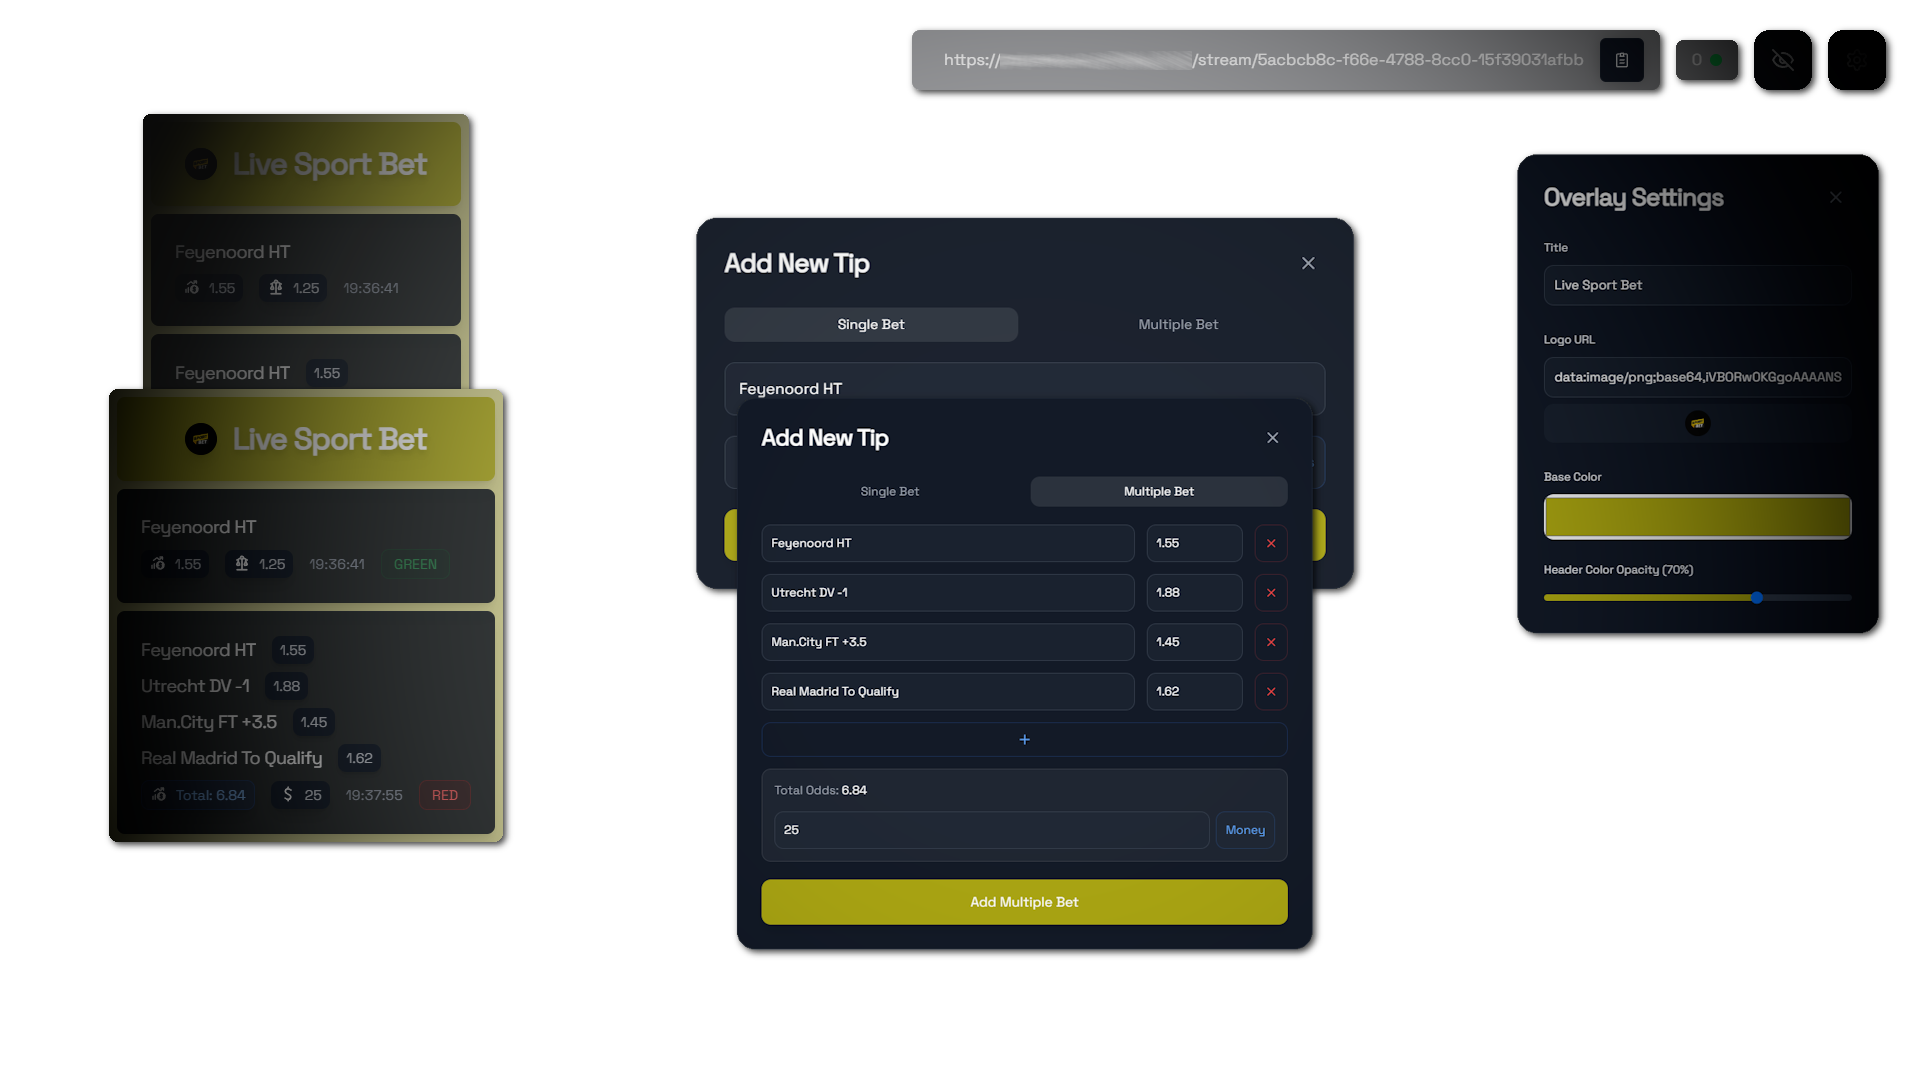 https:// /stream/5acbcb8c-f66e-4788-8cc0-15f39031afbb
0
Live Sport Bet
Feyenoord HT
1.55 1.25 19:36:41
Feyenoord HT 1.55
Live Sport Bet
Feyenoord HT
1.55 1.25 19:36:41 GREEN
Feyenoord HT 1.55
Utrecht DV -1 1.88
Man.City FT +3.5 1.45
Real Madrid To Qualify 1.62
Total: 6.84 $ 25 19:37:55 RED
Add New Tip
Single Bet Multiple Bet
Feyenoord HT
Add New Tip
Single Bet Multiple Bet
Feyenoord HT 1.55
Utrecht DV -1 1.88
Man.City FT +3.5 1.45
Real Madrid To Qualify 1.62
+
Total Odds: 6.84
25 Money
Add Multiple Bet
Overlay Settings
Title
Live Sport Bet
Logo URL
data:image/png;base64,iVBORw0KGgoAAAANS
Base Color
Header Color Opacity (70%)